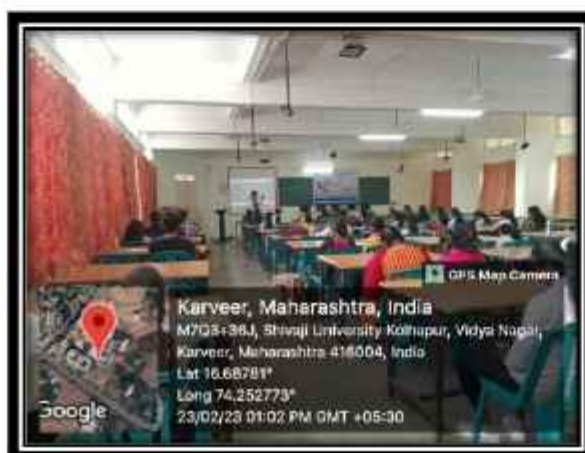 GPS Map Camera
Karveer, Maharashtra, India
M7Q3+36J, Shivaji University Kolhapur, Vidya Nagar,
Karveer, Maharashtra 416004, India
Lat 16.68781°
Long 74.252773°
23/02/23 01:02 PM GMT +05:30
Google